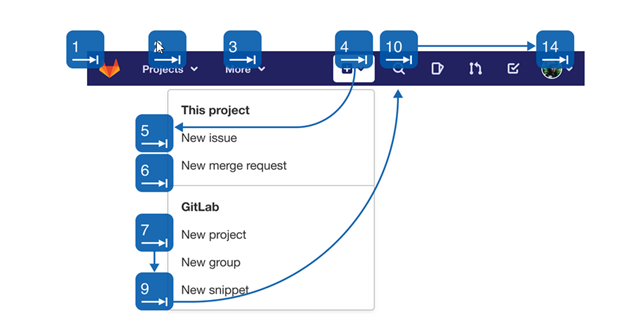 1 2 3 4 10 14
Projects More
This project
5
New issue
6
New merge request
GitLab
7
New project
New group
9
New snippet